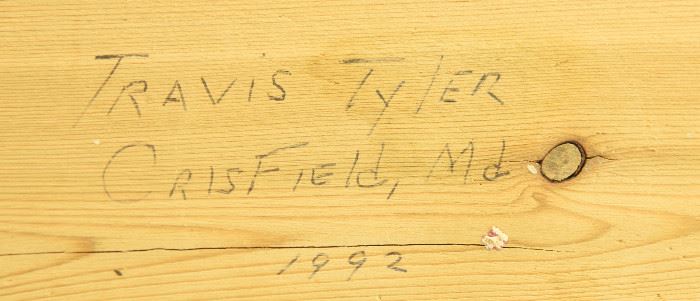 TRAVIS TylER
CRISFIEld, Md
1992